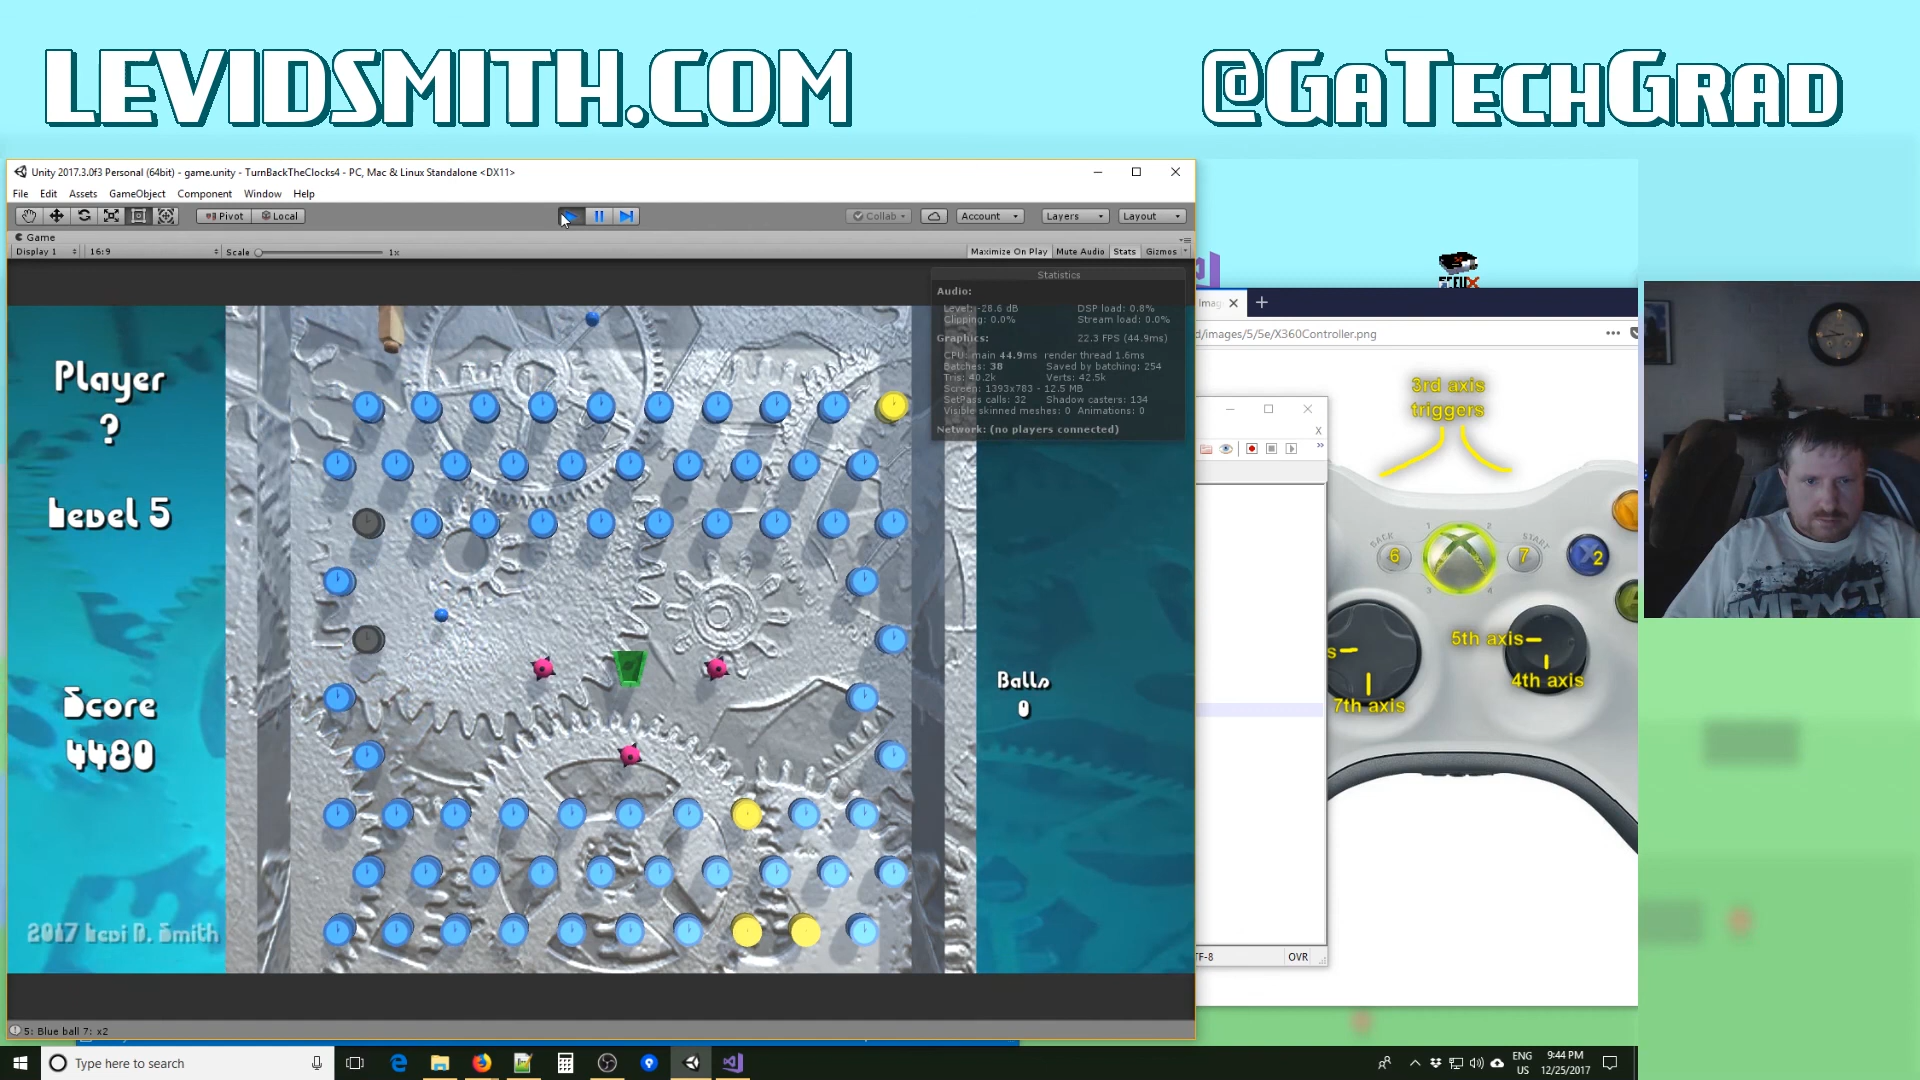 LEVIDSMITH.COM
@GATECHGRAD
Unity 2017.3.0f3 Personal (64bit) - game.unity - TurnBackTheClocks4 - PC, Mac & Linux Standalone <DX11>
File Edit Assets GameObject Component Window Help
Pivot Local
Collab Account Layers Layout
Game
Display 1 16:9 Scale 1x
Maximize On Play Mute Audio Stats Gizmos
Statistics
Audio:
Level: -28.6 dB DSP load: 0.8%
Clipping: 0.0% Stream load: 0.0%
Graphics: 22.3 FPS (44.9ms)
CPU: main 44.9ms render thread 1.6ms
Batches: 38 Saved by batching: 254
Tris: 40.2k Verts: 42.5k
Screen: 1393x783 - 12.5 MB
SetPass calls: 32 Shadow casters: 134
Visible skinned meshes: 0 Animations: 0
Network: (no players connected)
Player
?
Level 5
Score
4480
2017 Levi D. Smith
Balls
0
5: Blue ball 7: x2
Imag
d/images/5/5e/X360Controller.png
3rd axis
triggers
BACK
START
1 2
6 7 2
3 4
5th axis
4th axis
7th axis
TF-8 OVR
IMPACT
Type here to search
ENG
US
9:44 PM
12/25/2017